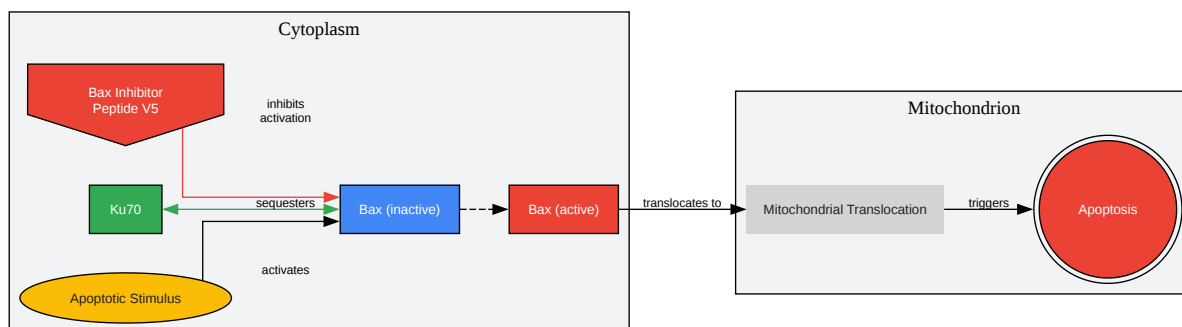 Cytoplasm
Bax Inhibitor
Peptide V5
inhibits
activation
Ku70
sequesters
Bax (inactive)
Bax (active)
activates
Apoptotic Stimulus
translocates to
Mitochondrion
Mitochondrial Translocation
triggers
Apoptosis